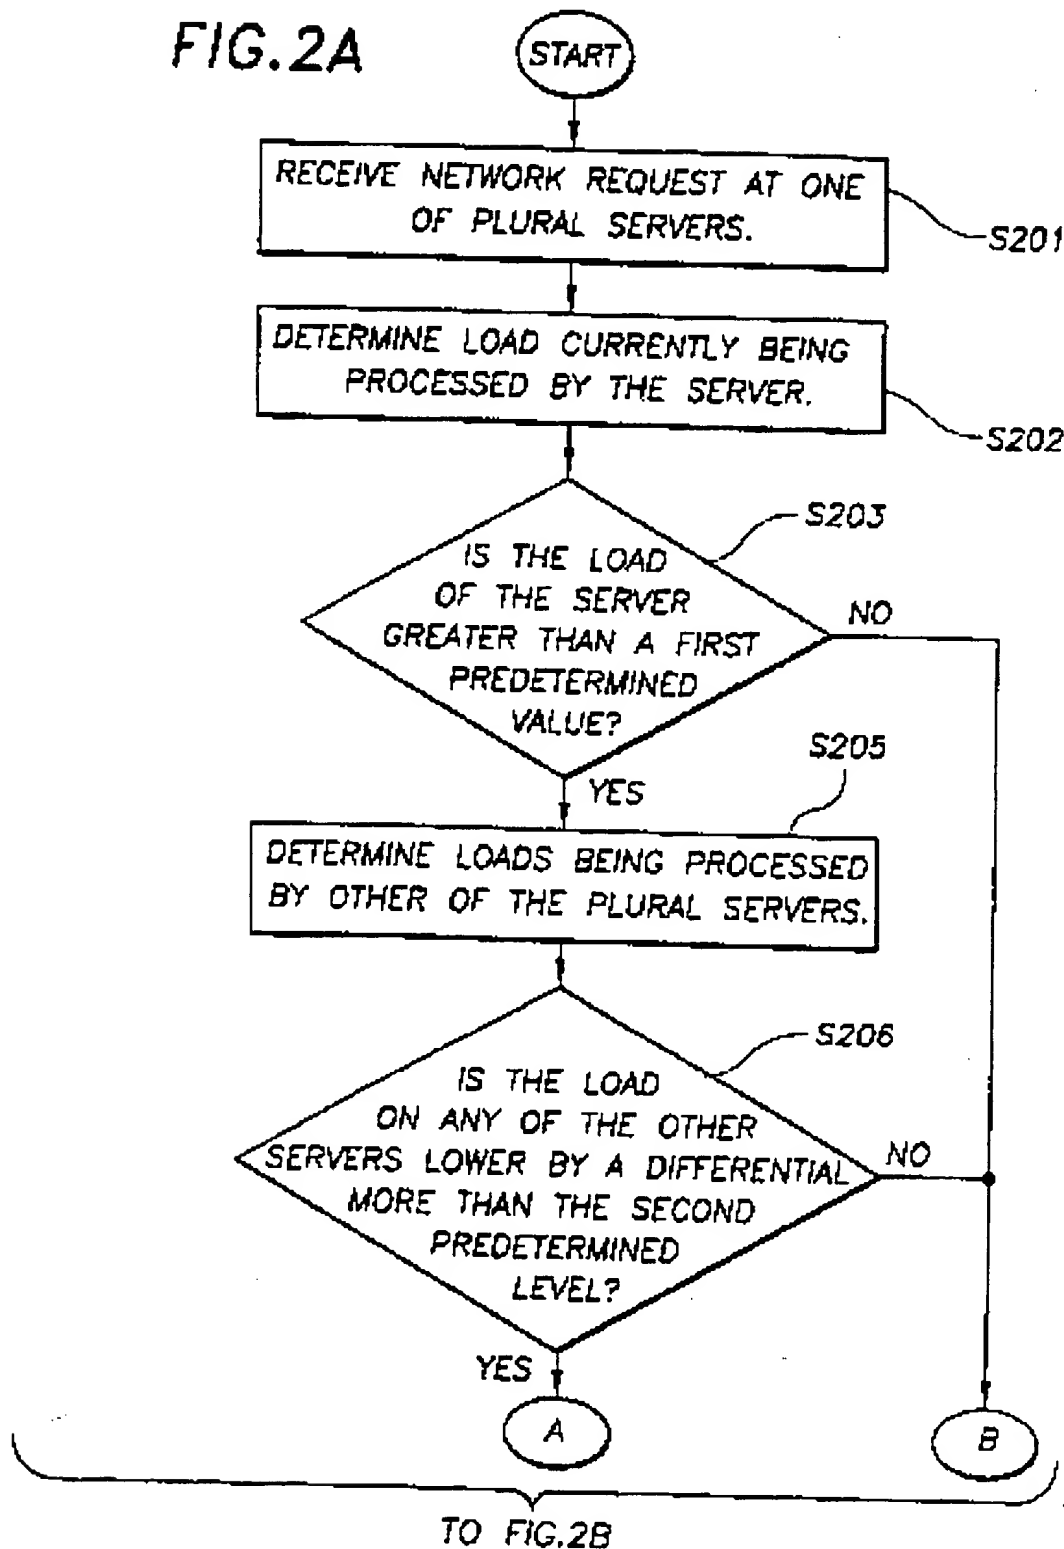 FIG.2A
START
RECEIVE NETWORK REQUEST AT ONE
OF PLURAL SERVERS.
S201
DETERMINE LOAD CURRENTLY BEING
PROCESSED BY THE SERVER.
S202
S203
IS THE LOAD
OF THE SERVER
GREATER THAN A FIRST
PREDETERMINED
VALUE?
NO
YES
S205
DETERMINE LOADS BEING PROCESSED
BY OTHER OF THE PLURAL SERVERS.
S206
IS THE LOAD
ON ANY OF THE OTHER
SERVERS LOWER BY A DIFFERENTIAL
MORE THAN THE SECOND
PREDETERMINED
LEVEL?
NO
YES
A
B
TO FIG.2B